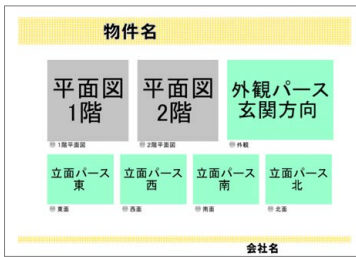 物件名
平面図
1階
平面図
2階
外観パース
玄関方向
1階平面図
2階平面図
外観
立面パース
東
立面パース
西
立面パース
南
立面パース
北
東面
西面
南面
北面
会社名